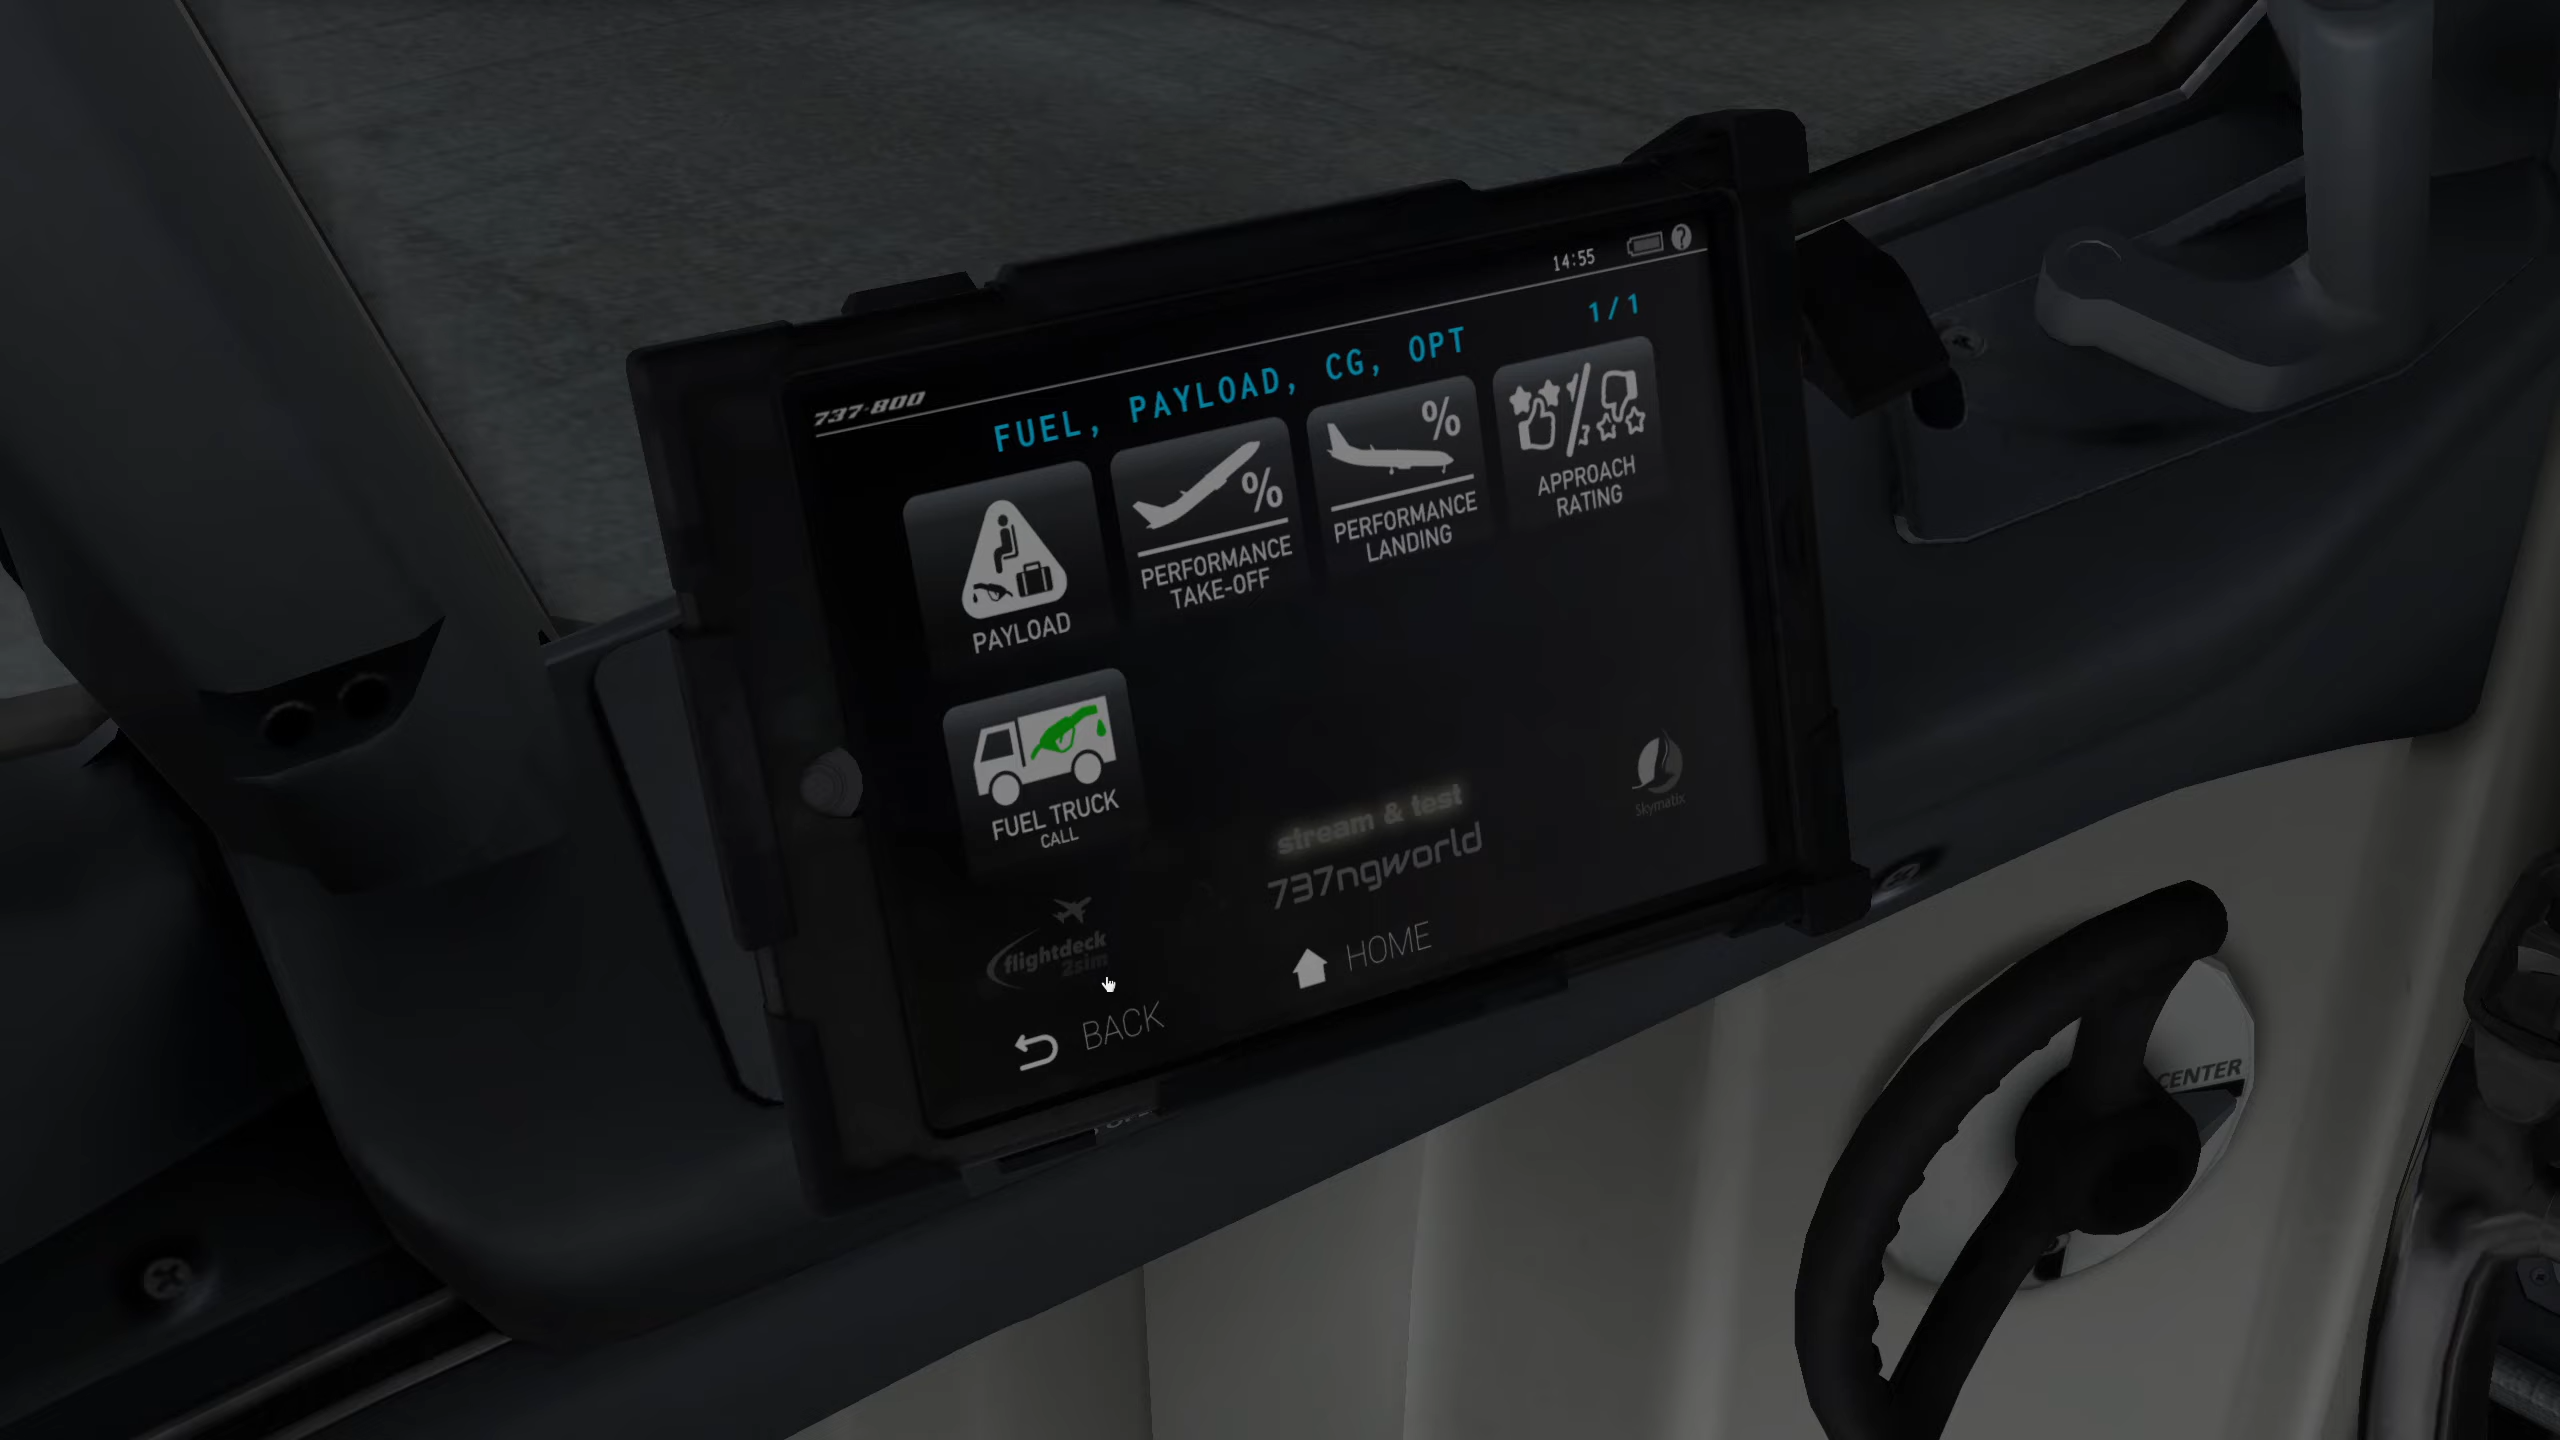 14:55
737-800
FUEL, PAYLOAD, CG, OPT
1/1
PAYLOAD
PERFORMANCE
TAKE-OFF
PERFORMANCE
LANDING
APPROACH
RATING
FUEL TRUCK
CALL
Skymatix
stream & test
737ngworld
flightdeck
2sim
BACK
HOME
CENTER